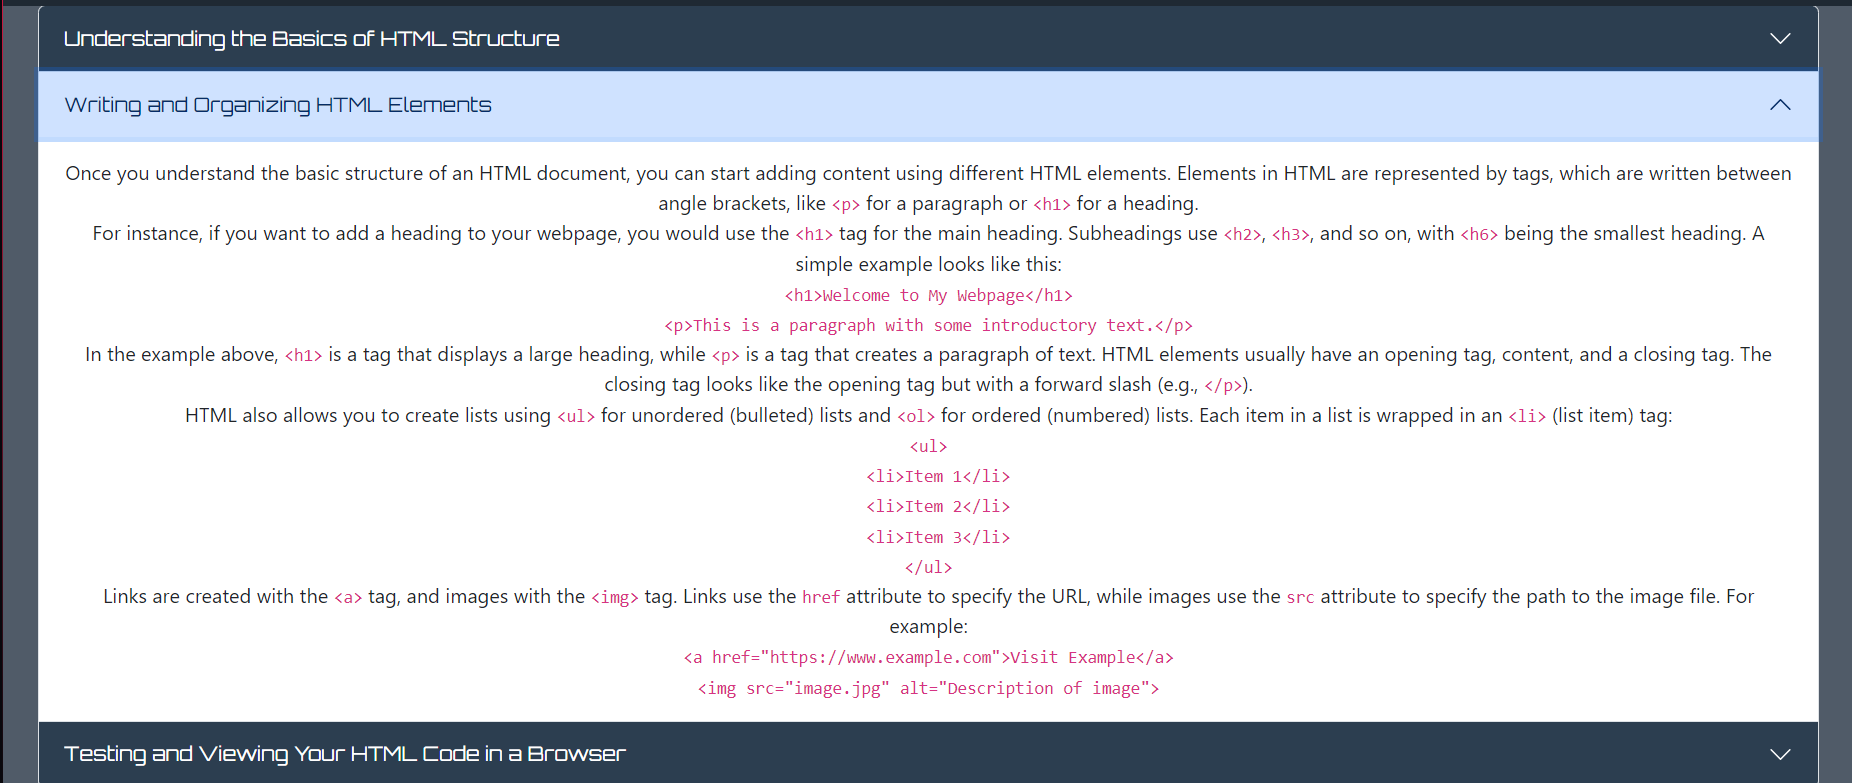 Understanding the Basics of HTML Structure
Writing and Organizing HTML Elements
Once you understand the basic structure of an HTML document, you can start adding content using different HTML elements. Elements in HTML are represented by tags, which are written between
angle brackets, like <p> for a paragraph or <h1> for a heading.
For instance, if you want to add a heading to your webpage, you would use the <h1> tag for the main heading. Subheadings use <h2>, <h3>, and so on, with <h6> being the smallest heading. A
simple example looks like this:
<h1>Welcome to My Webpage</h1>
<p>This is a paragraph with some introductory text.</p>
In the example above, <h1> is a tag that displays a large heading, while <p> is a tag that creates a paragraph of text. HTML elements usually have an opening tag, content, and a closing tag. The
closing tag looks like the opening tag but with a forward slash (e.g., </p>).
HTML also allows you to create lists using <ul> for unordered (bulleted) lists and <ol> for ordered (numbered) lists. Each item in a list is wrapped in an <li> (list item) tag:
<ul>
<li>Item 1</li>
<li>Item 2</li>
<li>Item 3</li>
</ul>
Links are created with the <a> tag, and images with the <img> tag. Links use the href attribute to specify the URL, while images use the src attribute to specify the path to the image file. For
example:
<a href="https://www.example.com">Visit Example</a>
<img src="image.jpg" alt="Description of image">
Testing and Viewing Your HTML Code in a Browser